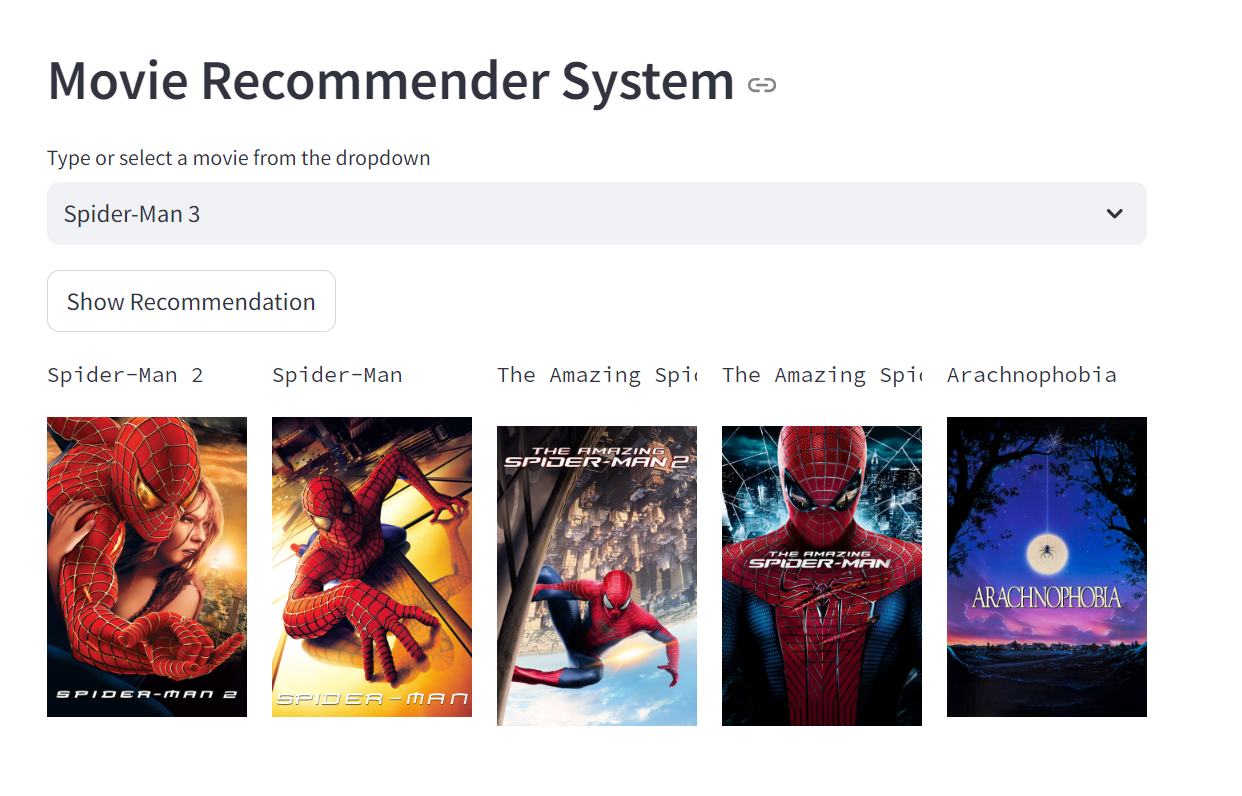 Movie Recommender System
Type or select a movie from the dropdown
Spider-Man 3
Show Recommendation
Spider-Man 2
Spider-Man
The Amazing Spi
The Amazing Spi
Arachnophobia
SPIDER-MAN 2
SPIDER-MAN
THE AMAZING
SPIDER-MAN 2
THE AMAZING
SPIDER-MAN
ARACHNOPHOBIA